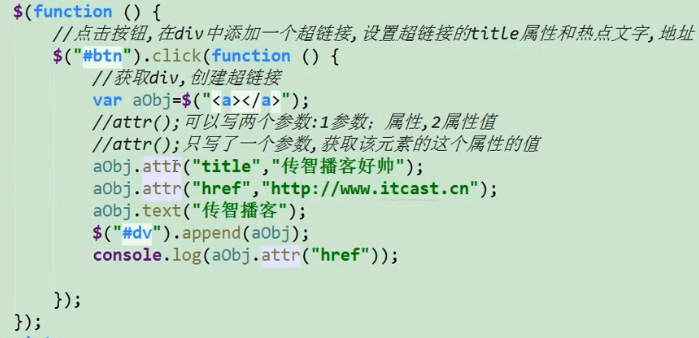 $(function () {
//点击按钮,在div中添加一个超链接,设置超链接的title属性和热点文字,地址
$("#btn").click(function () {
//获取div,创建超链接
var aObj=$("<a></a>");
//attr();可以写两个参数:1参数；属性,2属性值
//attr();只写了一个参数,获取该元素的这个属性的值
aObj.attr("title","传智播客好帅");
aObj.attr("href","http://www.itcast.cn");
aObj.text("传智播客");
$("#dv").append(aObj);
console.log(aObj.attr("href"));
});
});